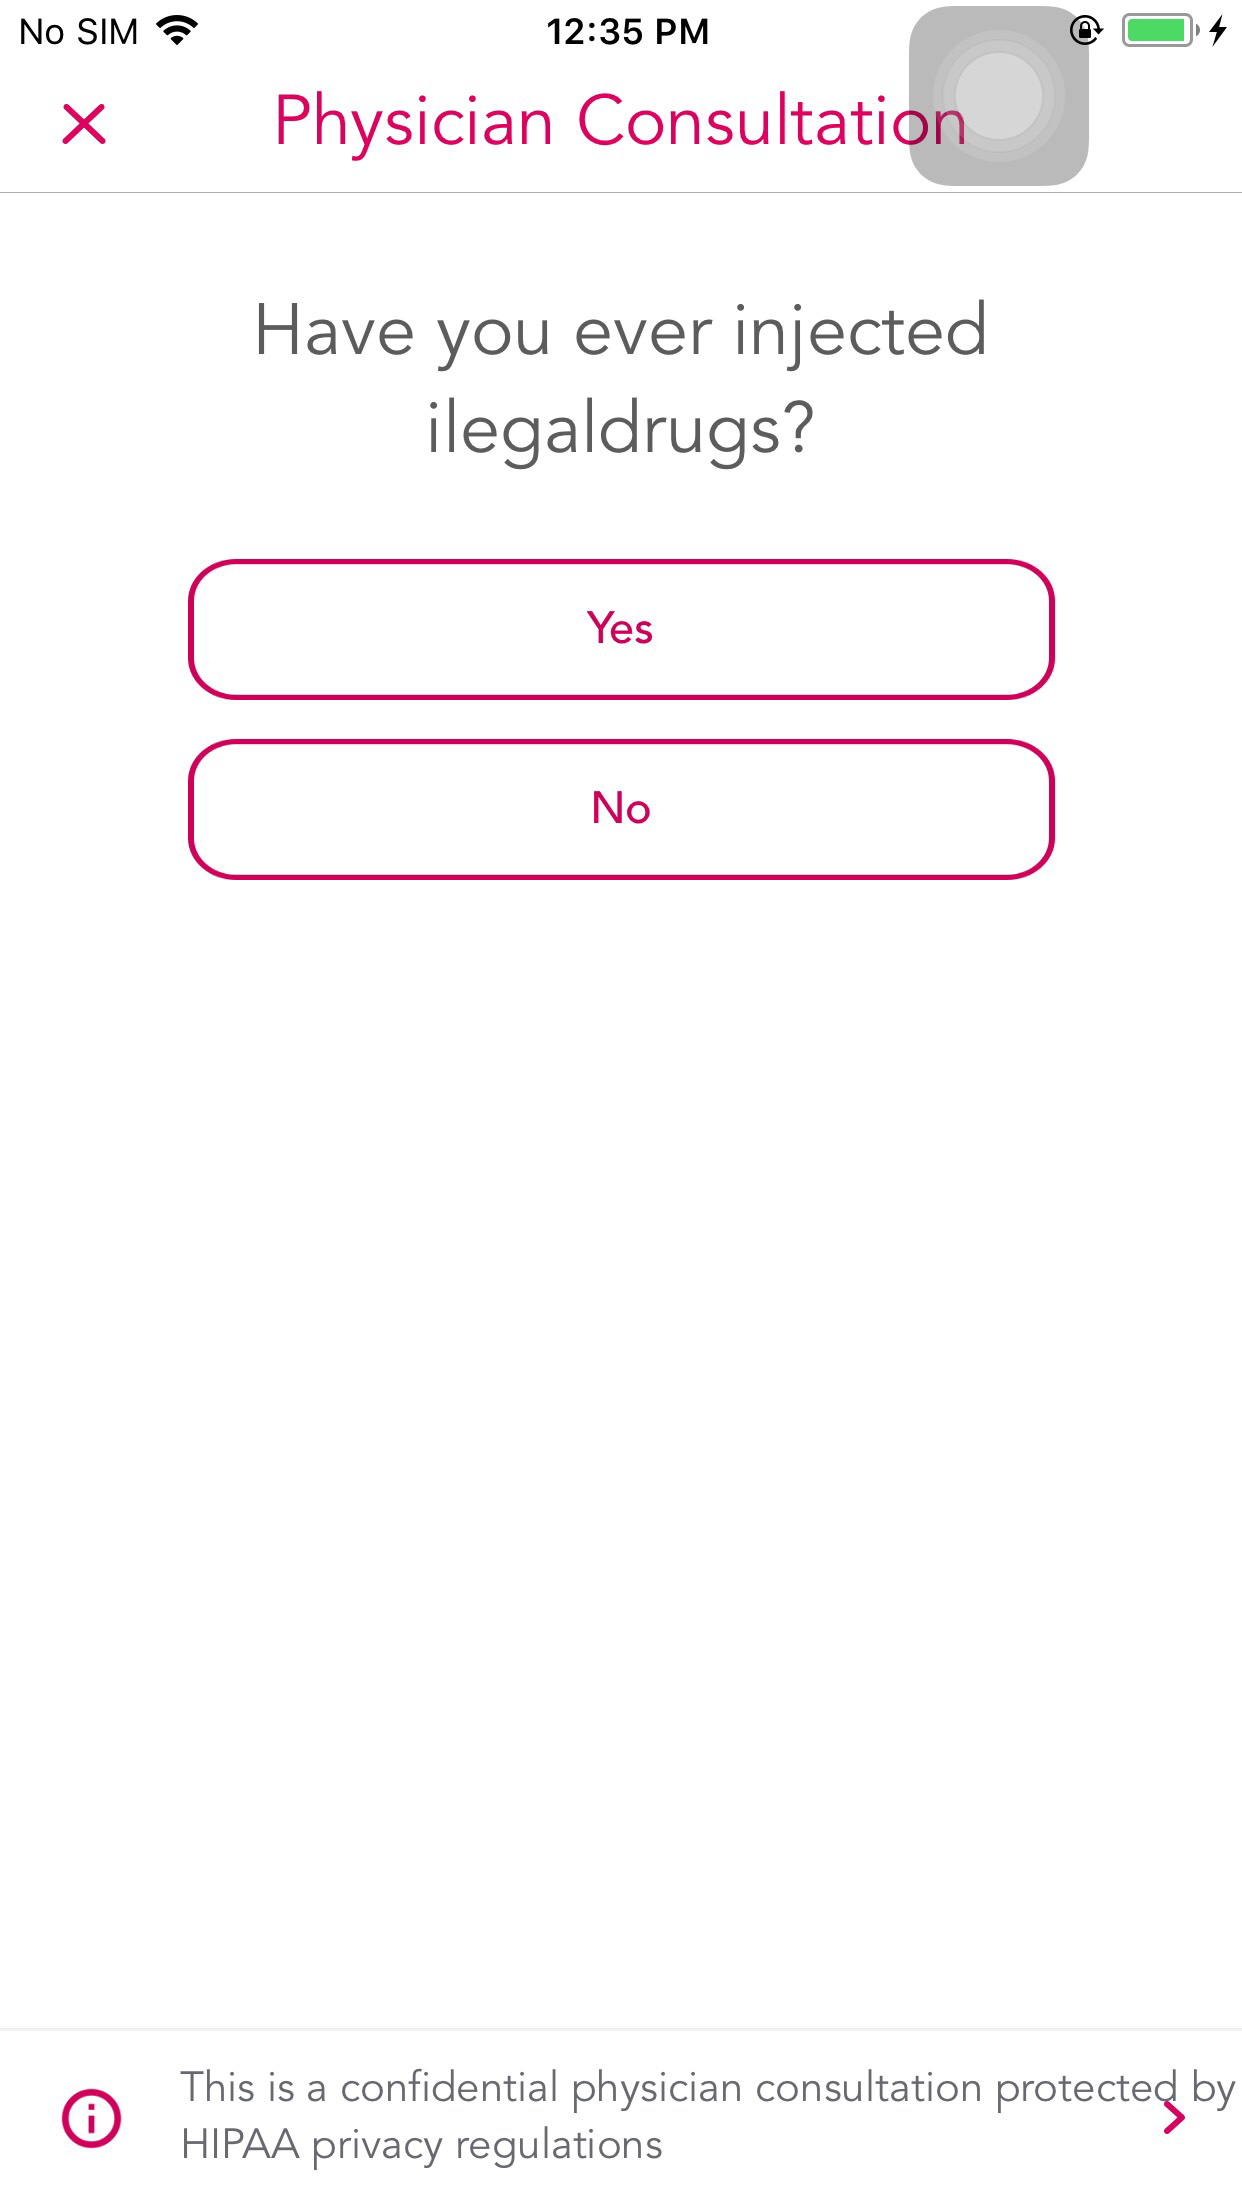 No SIM
12:35 PM
Physician Consultation
Have you ever injected
ilegaldrugs?
Yes
No
This is a confidential physician consultation protected by
HIPAA privacy regulations